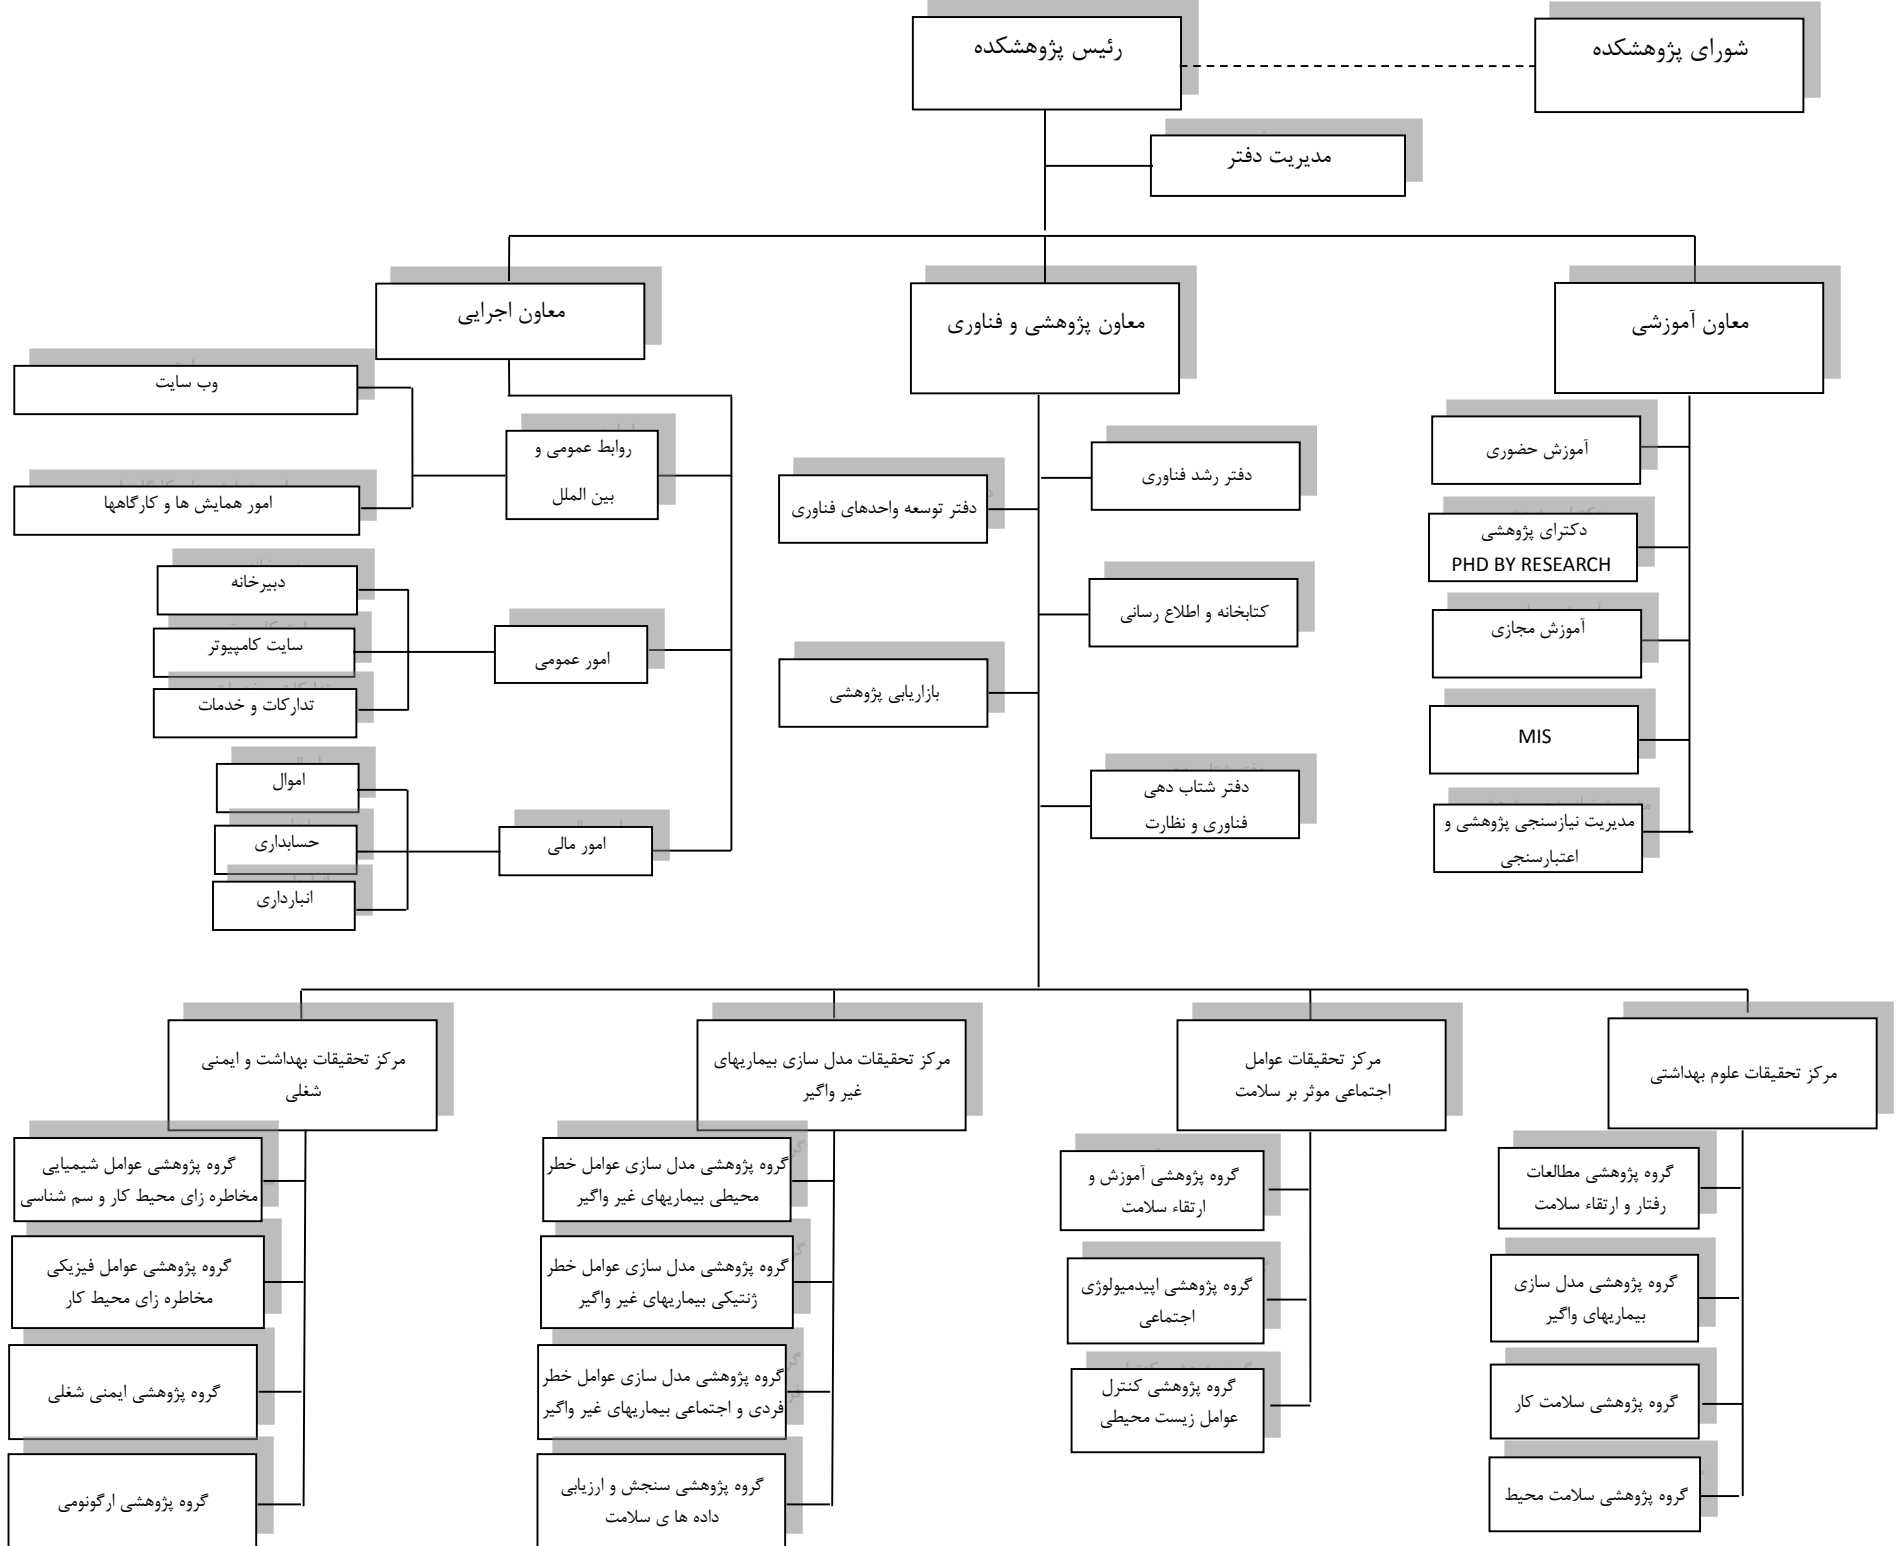 شورای پژوهشکده
رئیس پژوهشکده
مدیریت دفتر
معاون آموزشی
معاون پژوهشی و فناوری
معاون اجرایی
آموزش حضوری
دکترای پژوهشی
PHD BY RESEARCH
آموزش مجازی
MIS
مدیریت نیازسنجی پژوهشی و
اعتبارسنجی
دفتر رشد فناوری
دفتر توسعه واحدهای فناوری
کتابخانه و اطلاع رسانی
بازاریابی پژوهشی
دفتر شتاب دهی
فناوری و نظارت
روابط عمومی و
بین الملل
وب سایت
امور همایش ها و کارگاهها
امور عمومی
دبیرخانه
سایت کامپیوتر
تدارکات و خدمات
امور مالی
اموال
حسابداری
انبارداری
مرکز تحقیقات علوم بهداشتی
گروه پژوهشی مطالعات
رفتار و ارتقاء سلامت
گروه پژوهشی مدل سازی
بیماریهای واگیر
گروه پژوهشی سلامت کار
گروه پژوهشی سلامت محیط
مرکز تحقیقات عوامل
اجتماعی موثر بر سلامت
گروه پژوهشی آموزش و
ارتقاء سلامت
گروه پژوهشی اپیدمیولوژی
اجتماعی
گروه پژوهشی کنترل
عوامل زیست محیطی
مرکز تحقیقات مدل سازی بیماریهای
غیر واگیر
گروه پژوهشی مدل سازی عوامل خطر
محیطی بیماریهای غیر واگیر
گروه پژوهشی مدل سازی عوامل خطر
ژنتیکی بیماریهای غیر واگیر
گروه پژوهشی مدل سازی عوامل خطر
فردی و اجتماعی بیماریهای غیر واگیر
گروه پژوهشی سنجش و ارزیابی
داده ها ی سلامت
مرکز تحقیقات بهداشت و ایمنی
شغلی
گروه پژوهشی عوامل شیمیایی
مخاطره زای محیط کار و سم شناسی
گروه پژوهشی عوامل فیزیکی
مخاطره زای محیط کار
گروه پژوهشی ایمنی شغلی
گروه پژوهشی ارگونومی